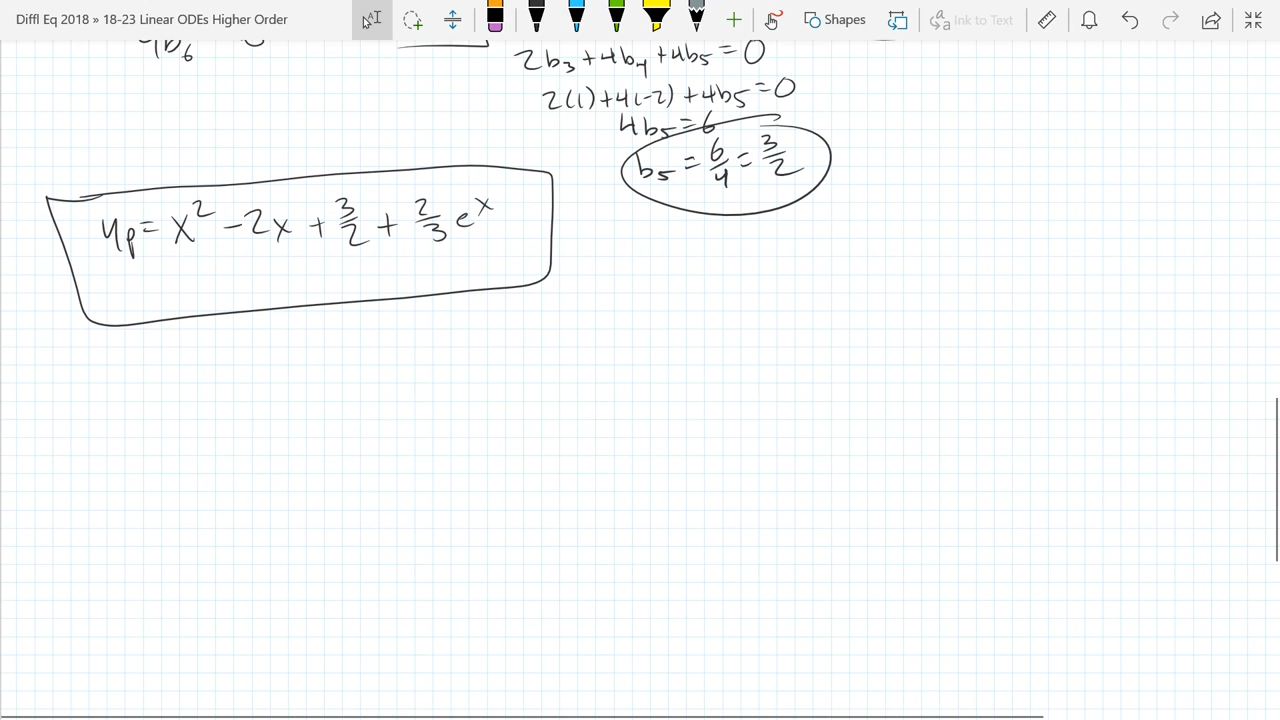 Diffl Eq 2018 » 18-23 Linear ODEs Higher Order
Shapes
Ink to Text
2b₃ + 4b₄ + 4b₅ = 0
2(1) + 4(-2) + 4b₅ = 0
4b₅ = 6
b₅ = 6/4 = 3/2
yₚ = x² - 2x + 3/2 + 2/3 eˣ